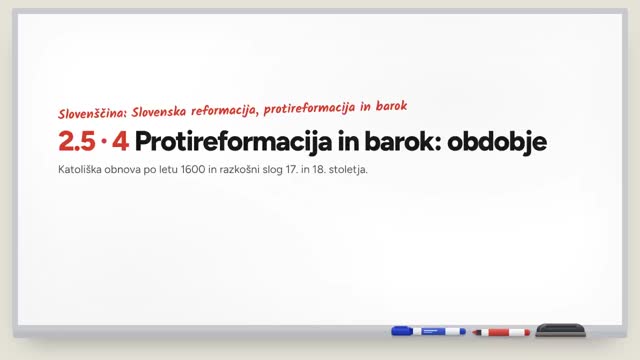 Slovenščina: Slovenska reformacija, protireformacija in barok
2.5 · 4 Protireformacija in barok: obdobje
Katoliška obnova po letu 1600 in razkošni slog 17. in 18. stoletja.